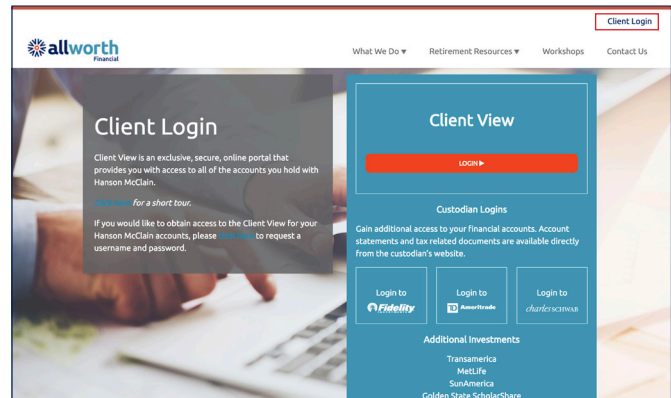 Client Login
allworth
Financial
What We Do ▼
Retirement Resources ▼
Workshops
Contact Us
Client Login
Client View is an exclusive, secure, online portal that
provides you with access to all of the accounts you hold with
Hanson McClain.
for a short tour.
If you would like to obtain access to the Client View for your
Hanson McClain accounts, please to request a
username and password.
Client View
LOGIN ▶
Custodian Logins
Gain additional access to your financial accounts. Account
statements and tax related documents are available directly
from the custodian's website.
Login to
Fidelity
Login to
TD Ameritrade
Login to
charles SCHWAB
Additional Investments
Transamerica
MetLife
SunAmerica
Golden State ScholarShare